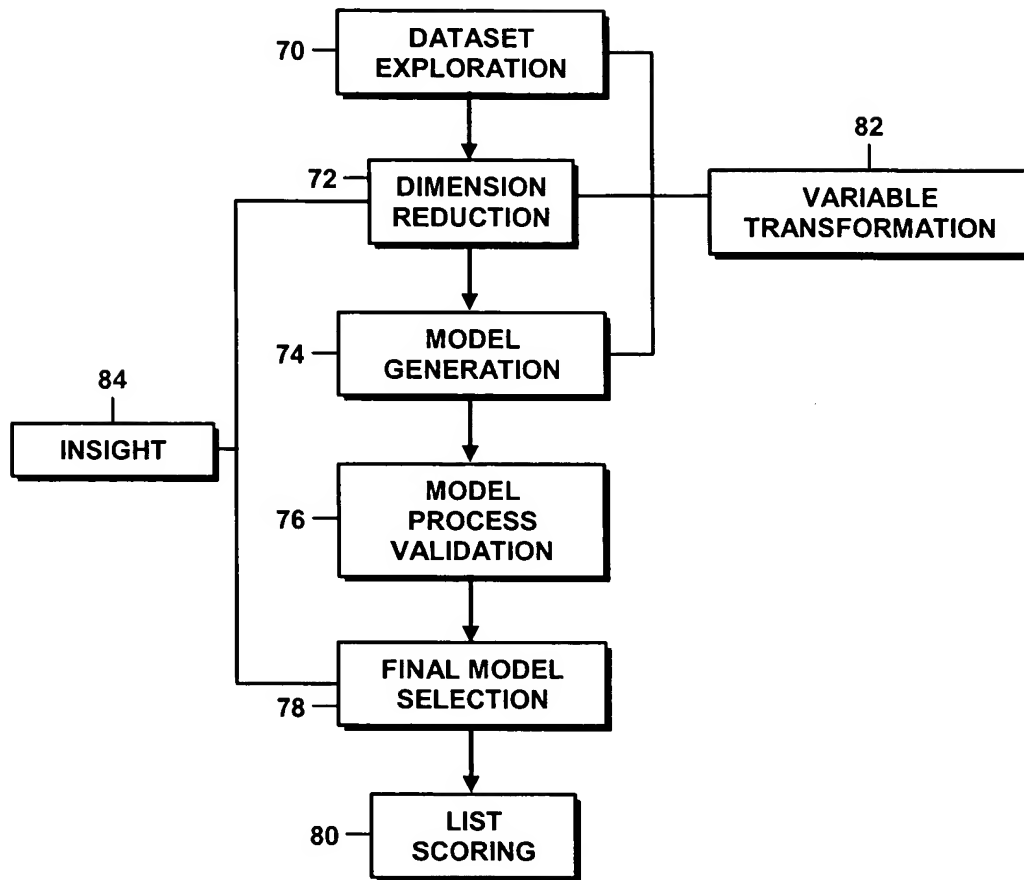 70
DATASET
EXPLORATION
82
72
DIMENSION
REDUCTION
VARIABLE
TRANSFORMATION
74
MODEL
GENERATION
84
INSIGHT
76
MODEL
PROCESS
VALIDATION
FINAL MODEL
SELECTION
78
80
LIST
SCORING